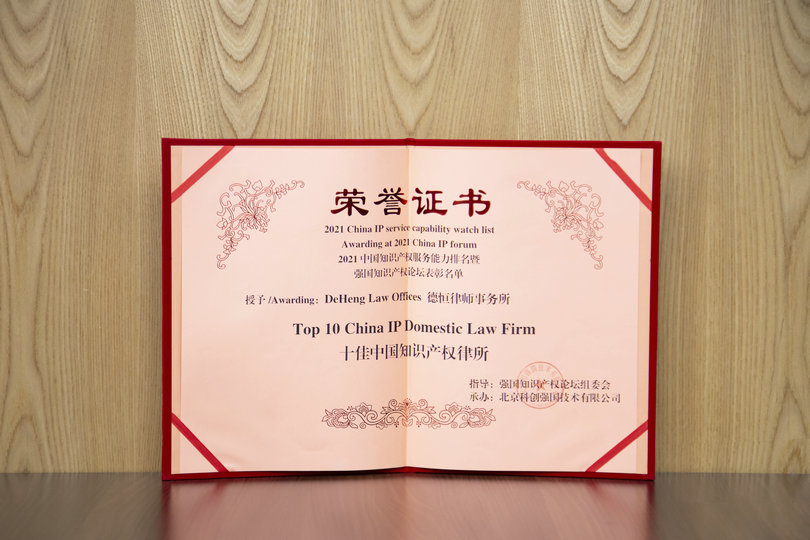 荣誉证书
2021 China IP service capability watch list
Awarding at 2021 China IP forum
2021 中国知识产权服务能力排名暨
强国知识产权论坛表彰名单
授予 /Awarding: DeHeng Law Offices 德恒律师事务所
Top 10 China IP Domestic Law Firm
十佳中国知识产权律所
指导：强国知识产权论坛组委会
承办：北京科创强国技术有限公司